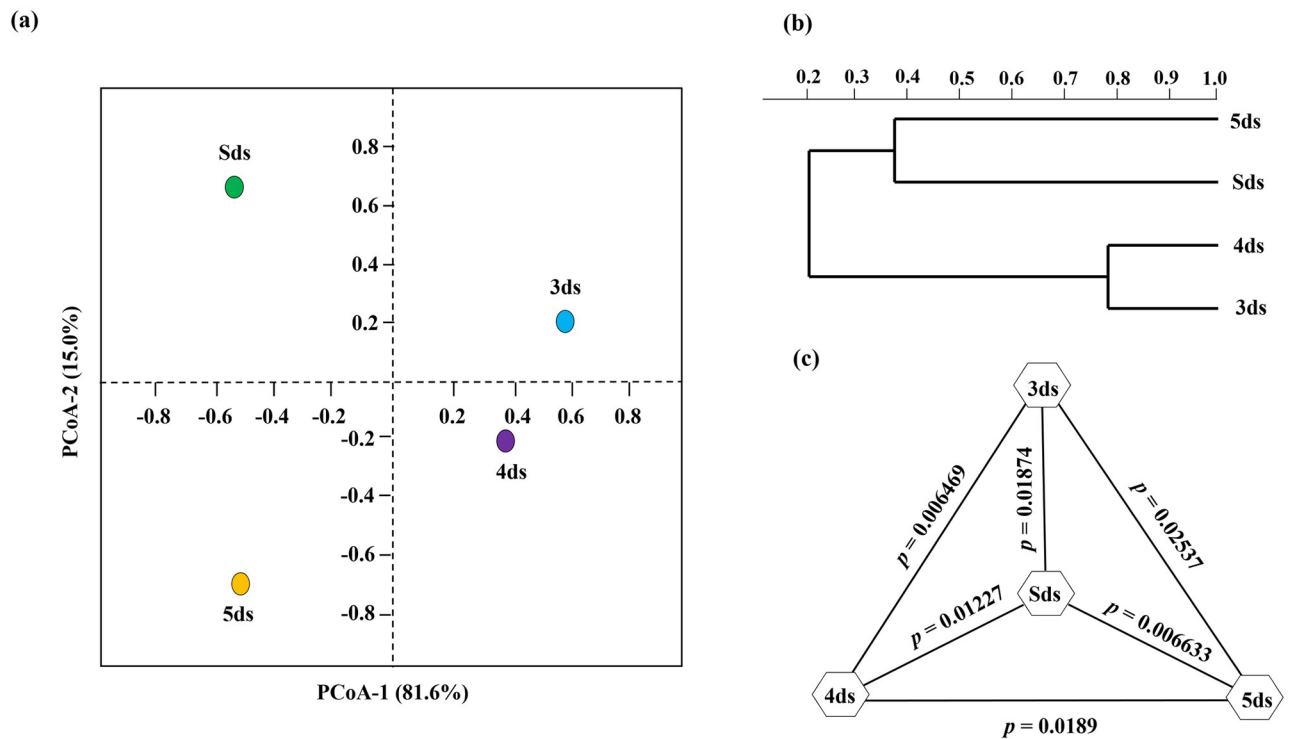 (a)
Sds
0.8
0.6
0.4
3ds
0.2
-0.8 -0.6 -0.4 -0.2 0.2 0.4 0.6 0.8
-0.2
4ds
-0.4
-0.6
5ds
-0.8
PCoA-2 (15.0%)
PCoA-1 (81.6%)
(b)
0.2 0.3 0.4 0.5 0.6 0.7 0.8 0.9 1.0
5ds
Sds
4ds
3ds
(c)
3ds
p = 0.006469
p = 0.01874
p = 0.02537
Sds
p = 0.01227
p = 0.006633
4ds
5ds
p = 0.0189